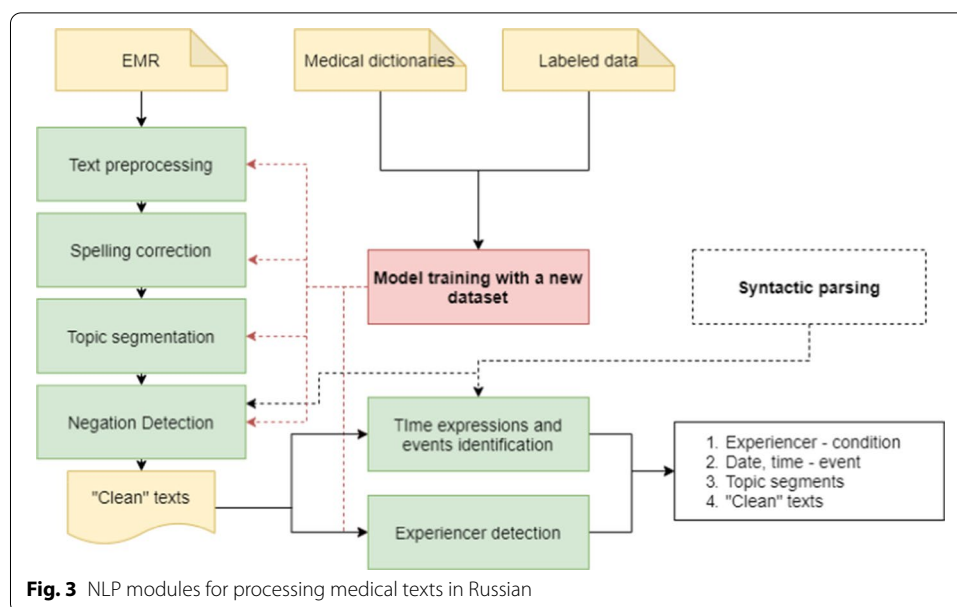 EMR
Medical dictionaries
Labeled data
Text preprocessing
Spelling correction
Model training with a new
dataset
Syntactic parsing
Topic segmentation
Negation Detection
TIme expressions and
events identification
1. Experiencer - condition
2. Date, time - event
3. Topic segments
4. "Clean" texts
"Clean" texts
Experiencer detection
Fig. 3 NLP modules for processing medical texts in Russian